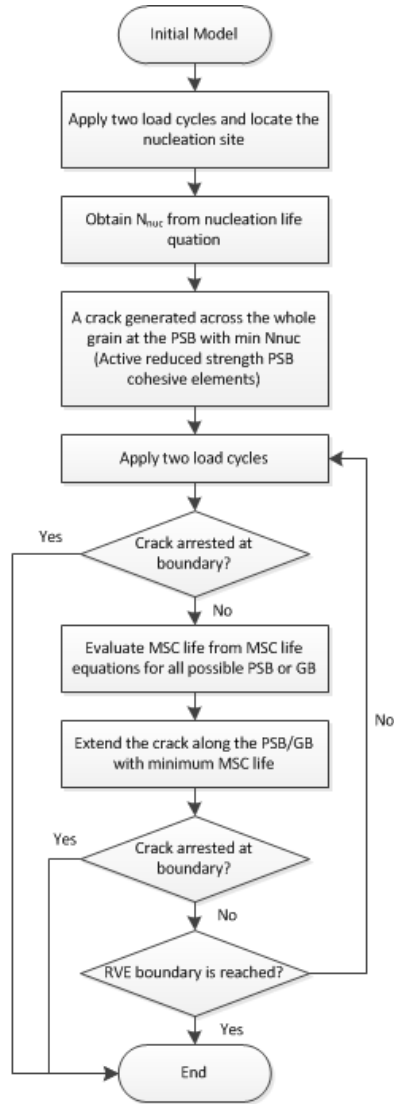 Initial Model
Apply two load cycles and locate the
nucleation site
Obtain Nnuc from nucleation life
quation
A crack generated across the whole
grain at the PSB with min Nnuc
(Active reduced strength PSB
cohesive elements)
Apply two load cycles
Yes
Crack arrested at
boundary?
No
Evaluate MSC life from MSC life
equations for all possible PSB or GB
No
Extend the crack along the PSB/GB
with minimum MSC life
Yes
Crack arrested at
boundary?
No
RVE boundary is reached?
Yes
End